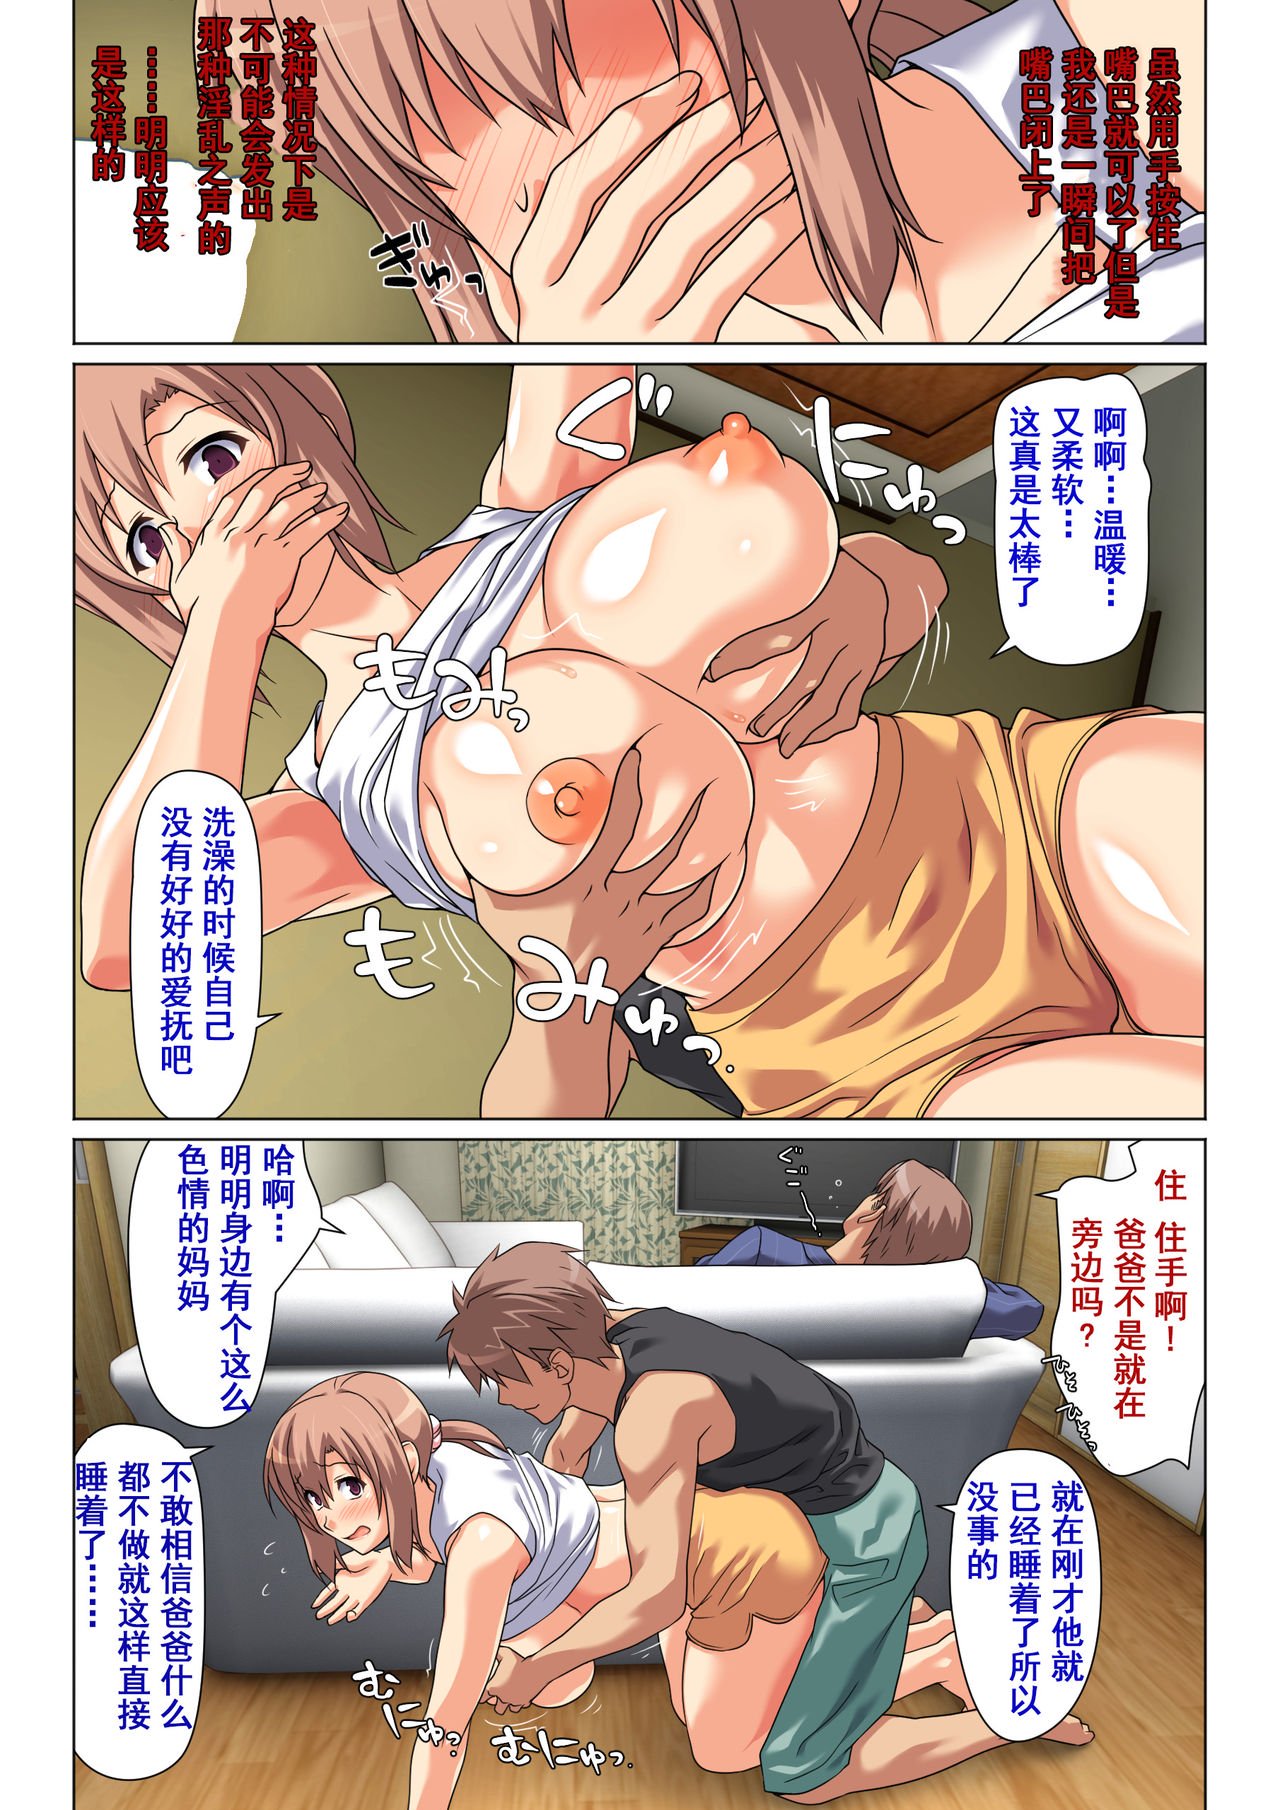 虽然用手按住
嘴巴就可以了但是
我还是一瞬间把
嘴巴闭上了
这种情况下是
不可能会发出
那种淫乱之声的
……明明应该
是这样的
ぎゅっ
啊啊…温暖…
又柔软…
这真是太棒了
ぐっ
にゅっ
もみっ
もみゅっ
洗澡的时候自己
没有好好的爱抚吧
住 住手啊！
爸爸不是就在
旁边吗？
ひそ
ひそっ
ぐぅ
哈啊…
明明身边有个这么
色情的妈妈
就在刚才他就
已经睡着了所以
没事的
不敢相信爸爸什么
都不做就这样直接
睡着了……
むにゅっ
むにゅっ